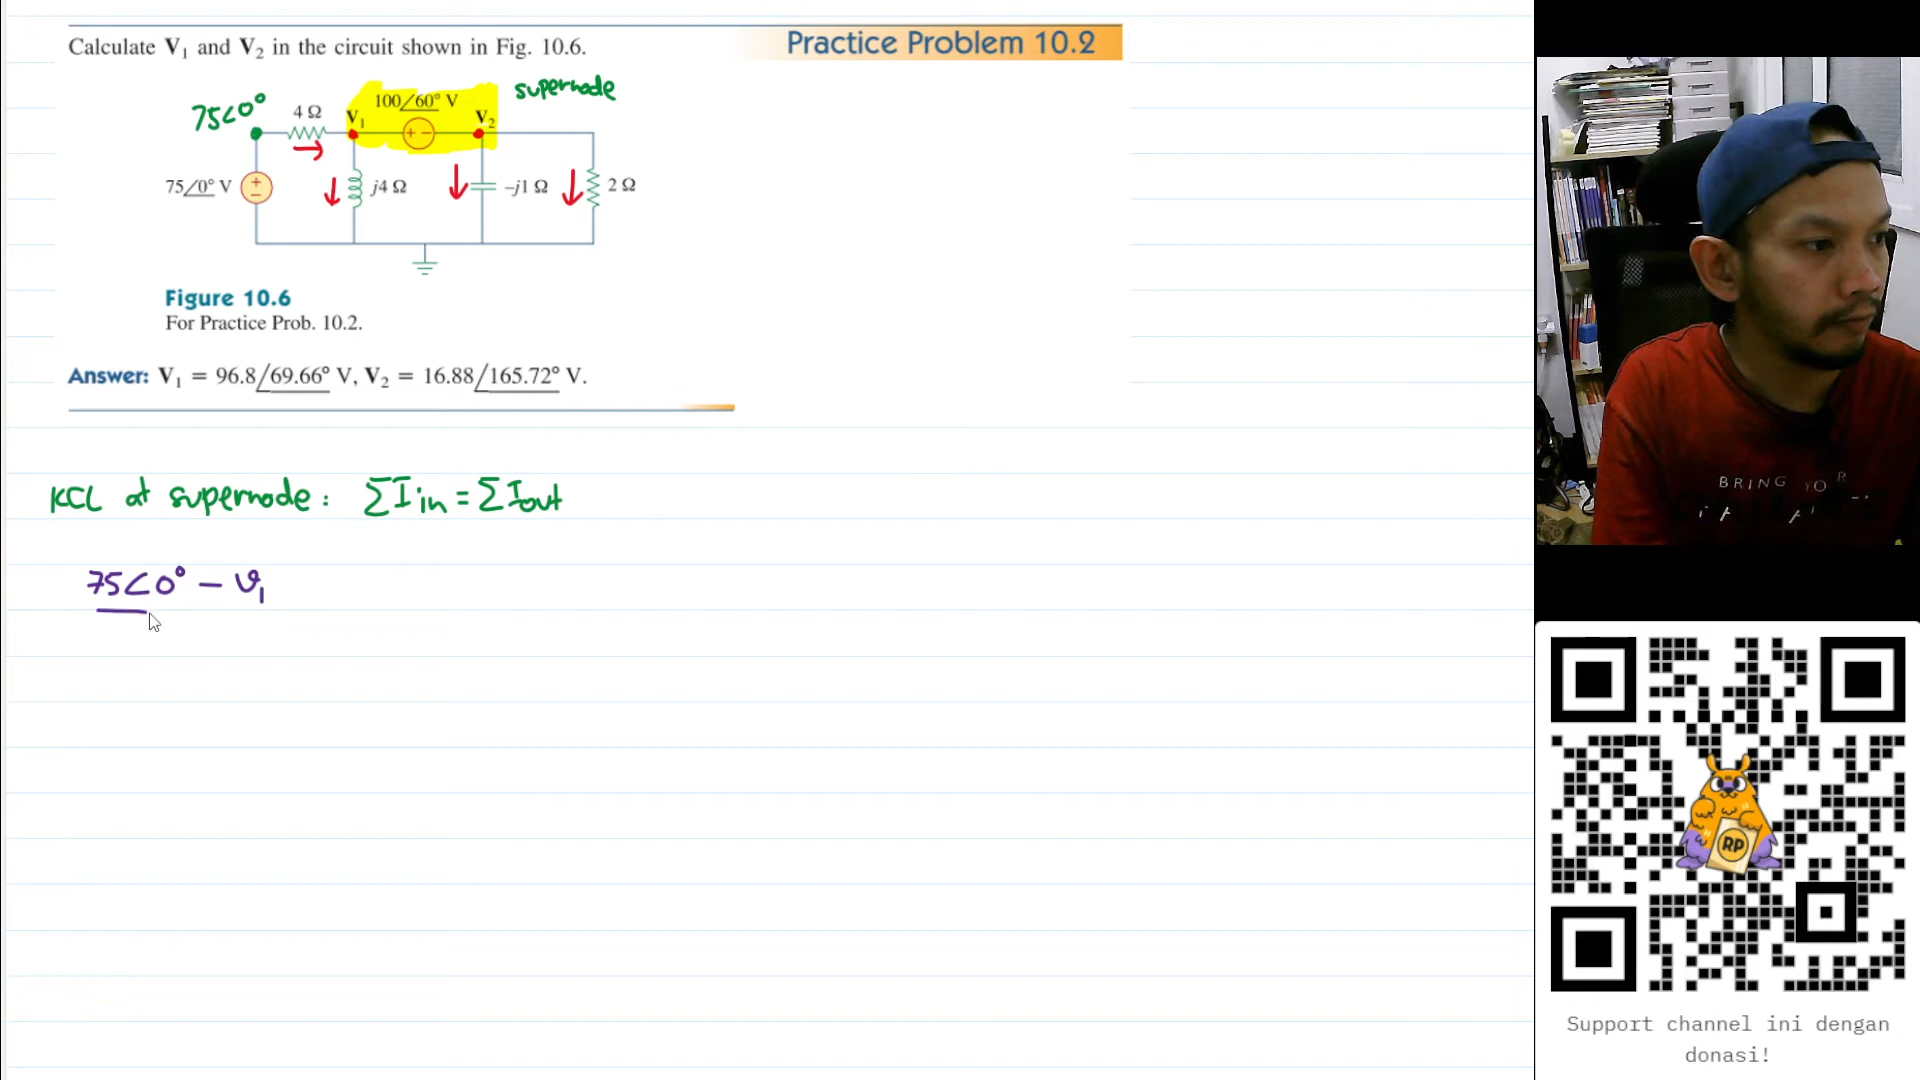 Calculate V₁ and V₂ in the circuit shown in Fig. 10.6.
Practice Problem 10.2
supernode
75∠0°
4 Ω
V₁
100/60° V
V₂
+ −
75/0° V
+
−
j4 Ω
−j1 Ω
2 Ω
Figure 10.6
For Practice Prob. 10.2.
Answer: V₁ = 96.8/69.66° V, V₂ = 16.88/165.72° V.
KCL at supernode : ΣI in = ΣI out
75∠0° − V₁
BRING YO R
RP
Support channel ini dengan
donasi!